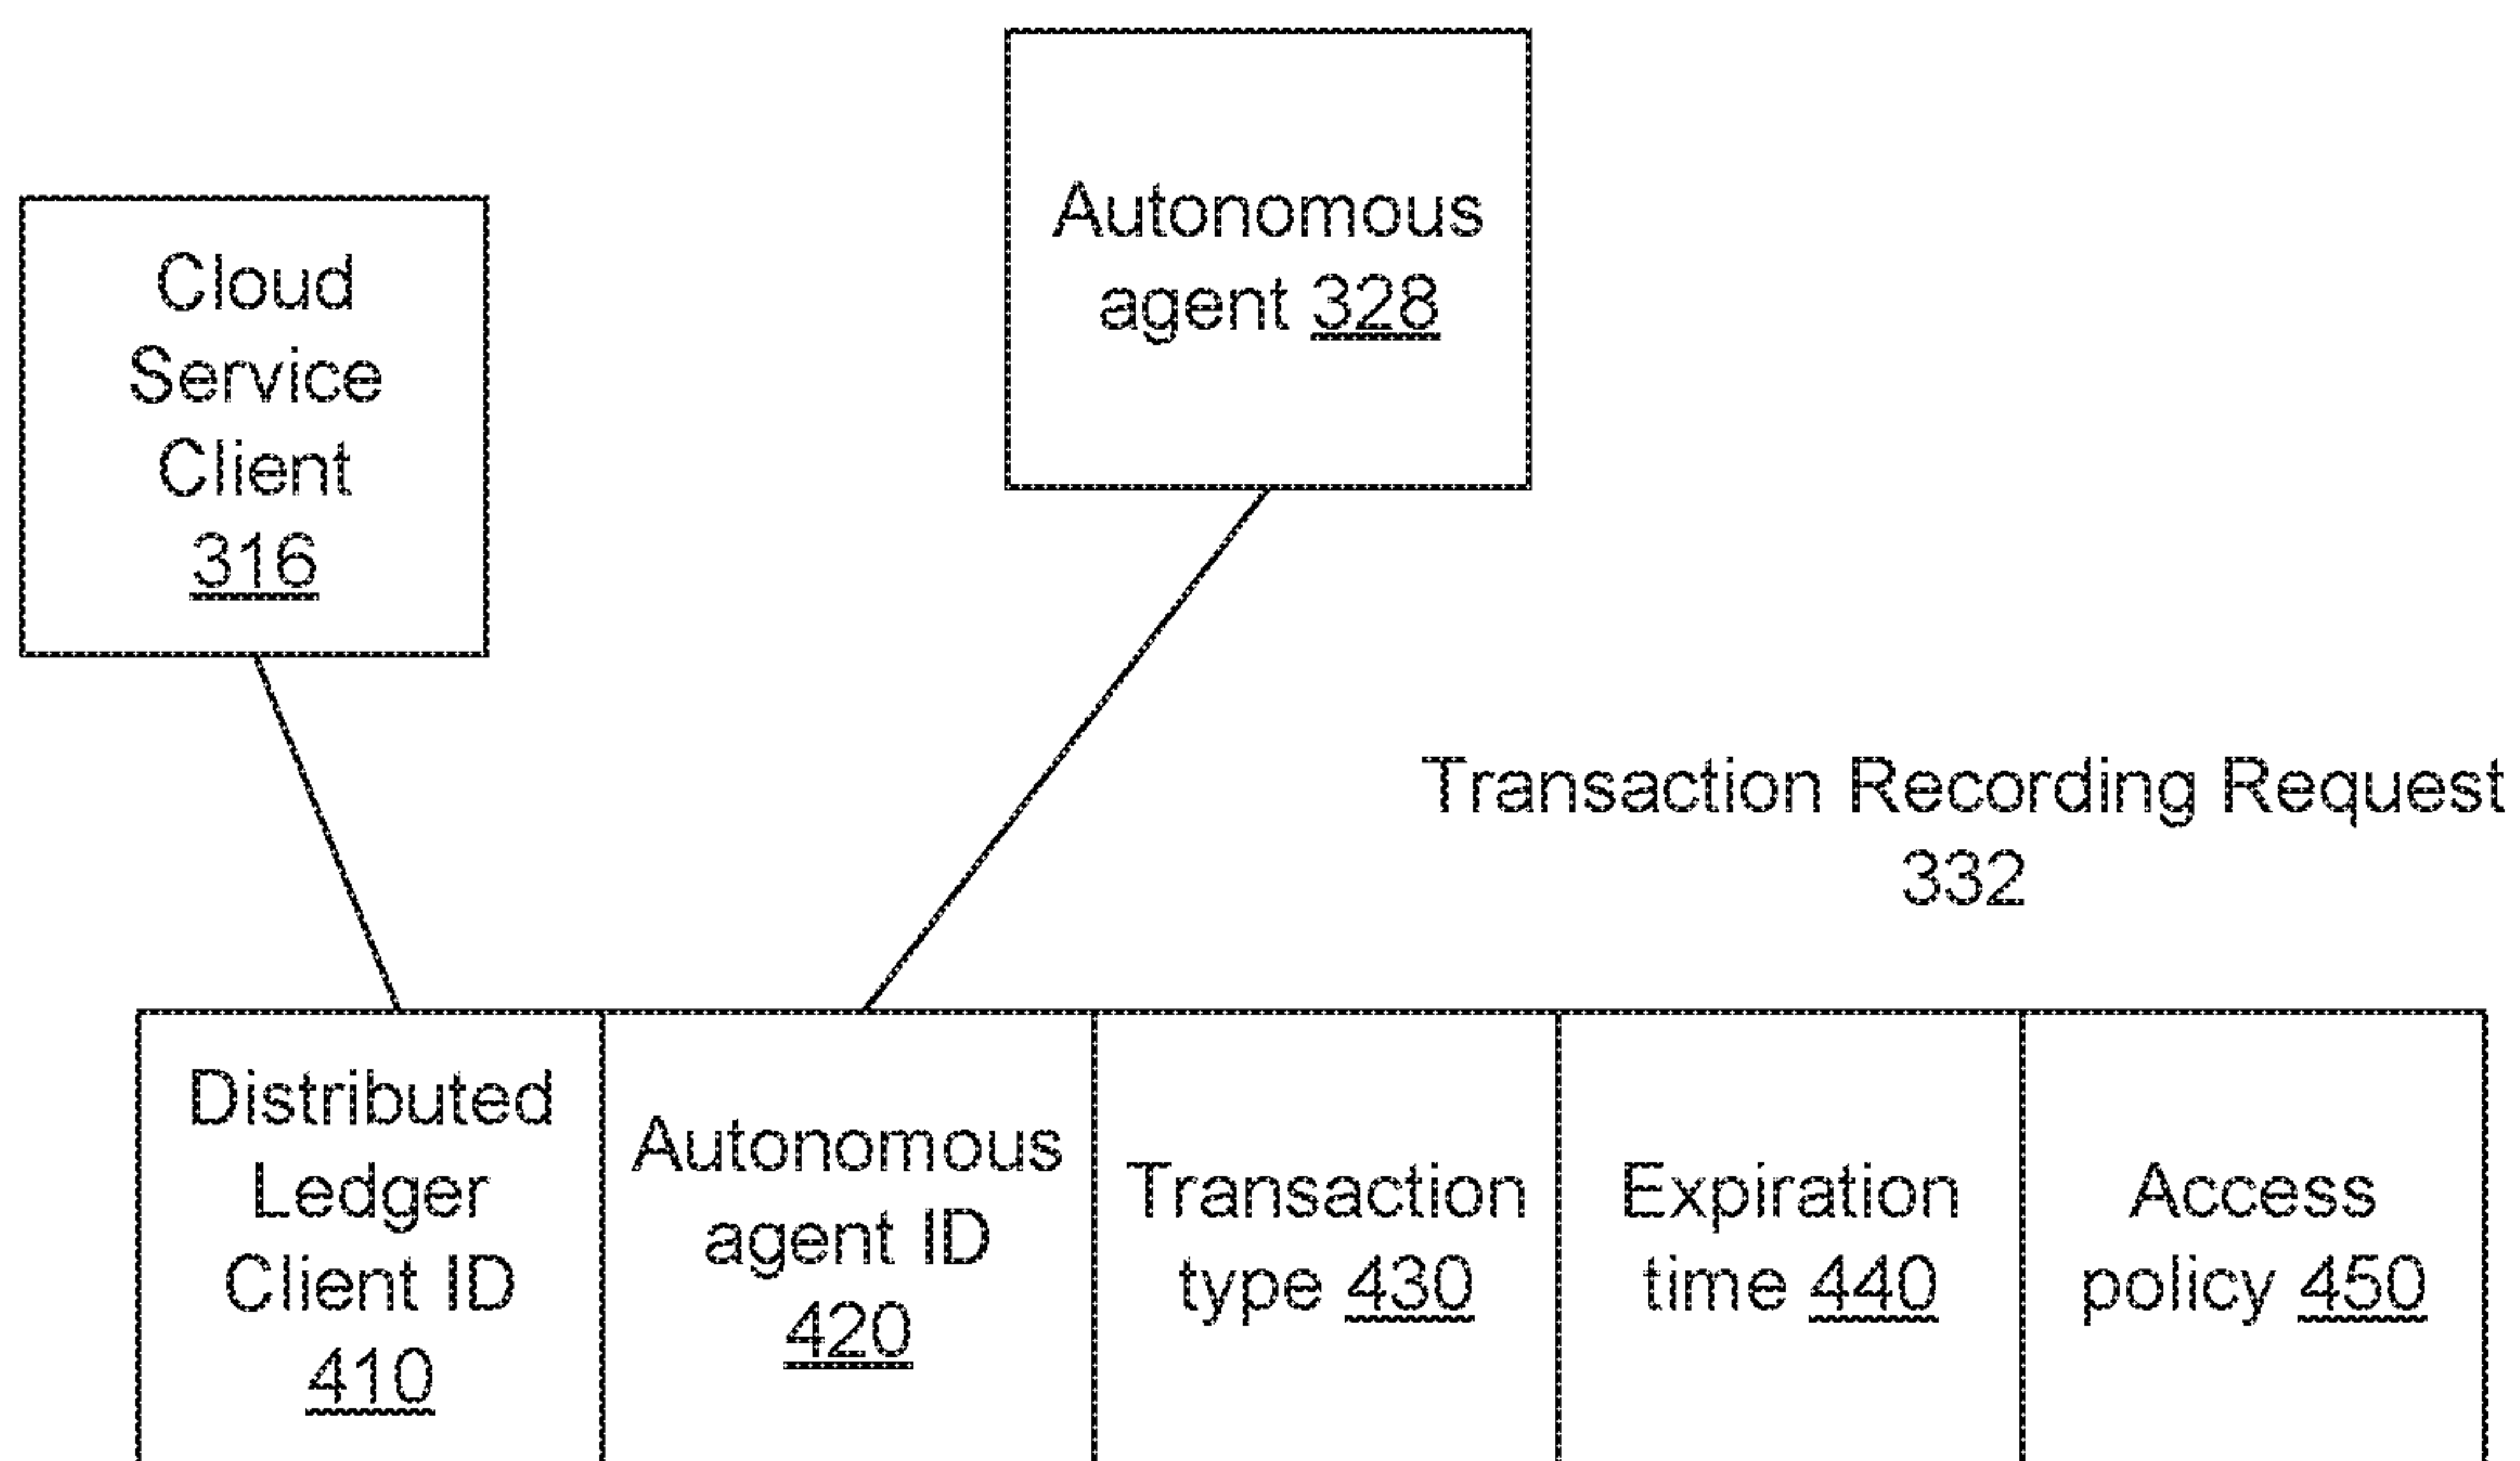 Autonomous
agent 328
Cloud
Service
Client
316
Transaction Recording Request
332
Distributed
Ledger
Client ID
410
Autonomous
agent ID
420
Transaction
type 430
Expiration
time 440
Access
policy 450